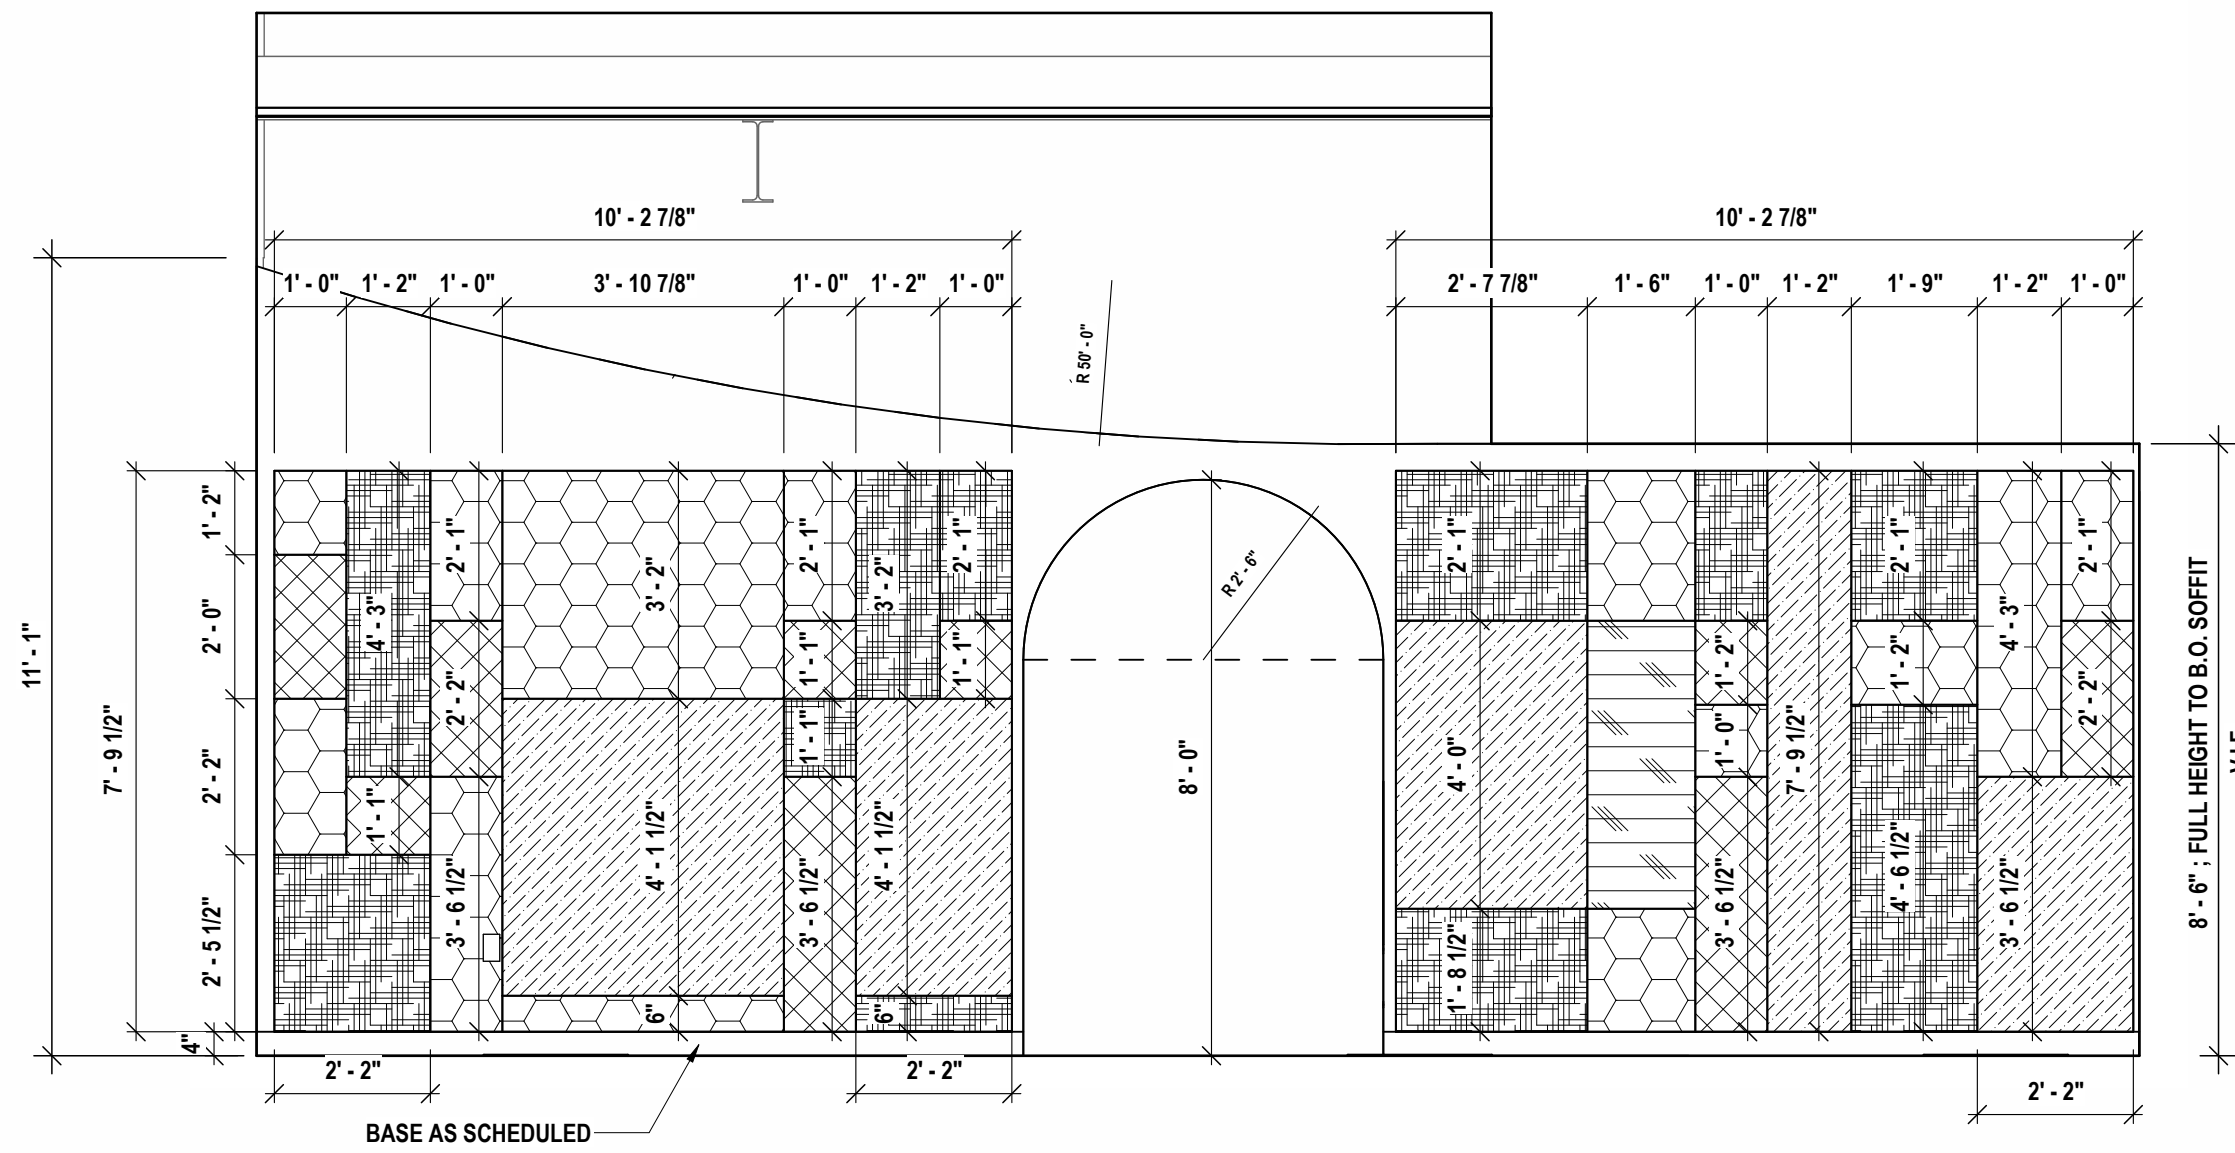 10' - 2 7/8"
10' - 2 7/8"
1' - 0"
1' - 2"
1' - 0"
3' - 10 7/8"
1' - 0"
1' - 2"
1' - 0"
2' - 7 7/8"
1' - 6"
1' - 0"
1' - 2"
1' - 9"
1' - 2"
1' - 0"
R 50' - 0"
11' - 1"
7' - 9 1/2"
1' - 2"
2' - 0"
2' - 2"
2' - 5 1/2"
4"
4' - 3"
1' - 1"
2' - 1"
2' - 2"
3' - 6 1/2"
3' - 2"
4' - 1 1/2"
6"
2' - 1"
1' - 1"
1' - 1"
3' - 6 1/2"
3' - 2"
4' - 1 1/2"
6"
2' - 1"
1' - 1"
R 2' - 6"
8' - 0"
2' - 1"
4' - 0"
1' - 8 1/2"
1' - 2"
1' - 0"
3' - 6 1/2"
7' - 9 1/2"
2' - 1"
1' - 2"
4' - 6 1/2"
4' - 3"
3' - 6 1/2"
2' - 1"
2' - 2"
8' - 6" ; FULL HEIGHT TO B.O. SOFFIT
2' - 2"
2' - 2"
2' - 2"
BASE AS SCHEDULED